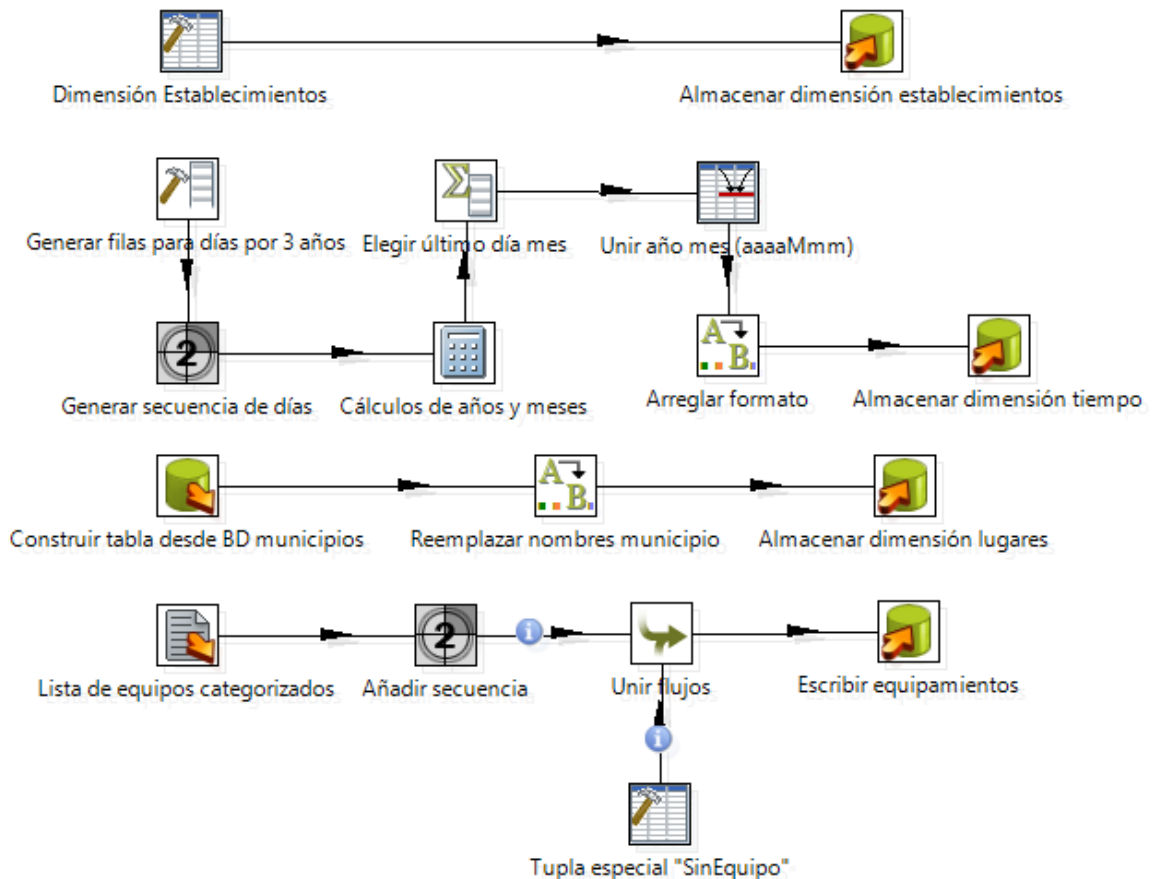 Dimensión Establecimientos
Almacenar dimensión establecimientos
Generar filas para días por 3 años
Elegir último día mes
Unir año mes (aaaaMmm)
2
Generar secuencia de días
Cálculos de años y meses
A
B
Arreglar formato
Almacenar dimensión tiempo
A
B
Construir tabla desde BD municipios
Reemplazar nombres municipio
Almacenar dimensión lugares
2
i
Lista de equipos categorizados
Añadir secuencia
Unir flujos
Escribir equipamientos
i
Tupla especial "SinEquipo"